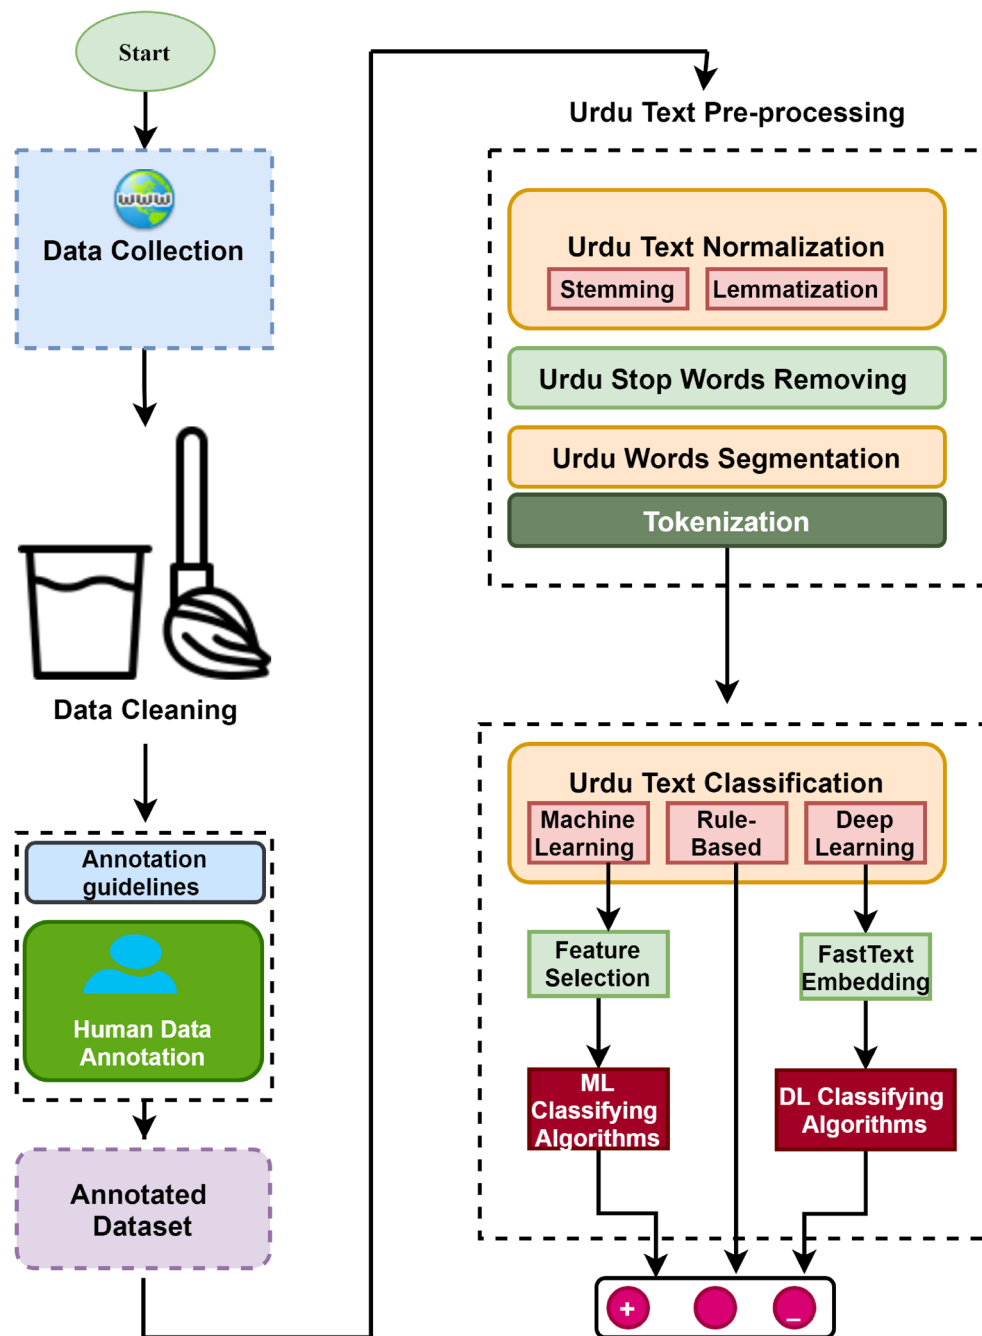 Start
www
Data Collection
Data Cleaning
Annotation
guidelines
Human Data
Annotation
Annotated
Dataset
Urdu Text Pre-processing
Urdu Text Normalization
Stemming
Lemmatization
Urdu Stop Words Removing
Urdu Words Segmentation
Tokenization
Urdu Text Classification
Machine
Learning
Rule-
Based
Deep
Learning
Feature
Selection
FastText
Embedding
ML
Classifying
Algorithms
DL Classifying
Algorithms
+
_